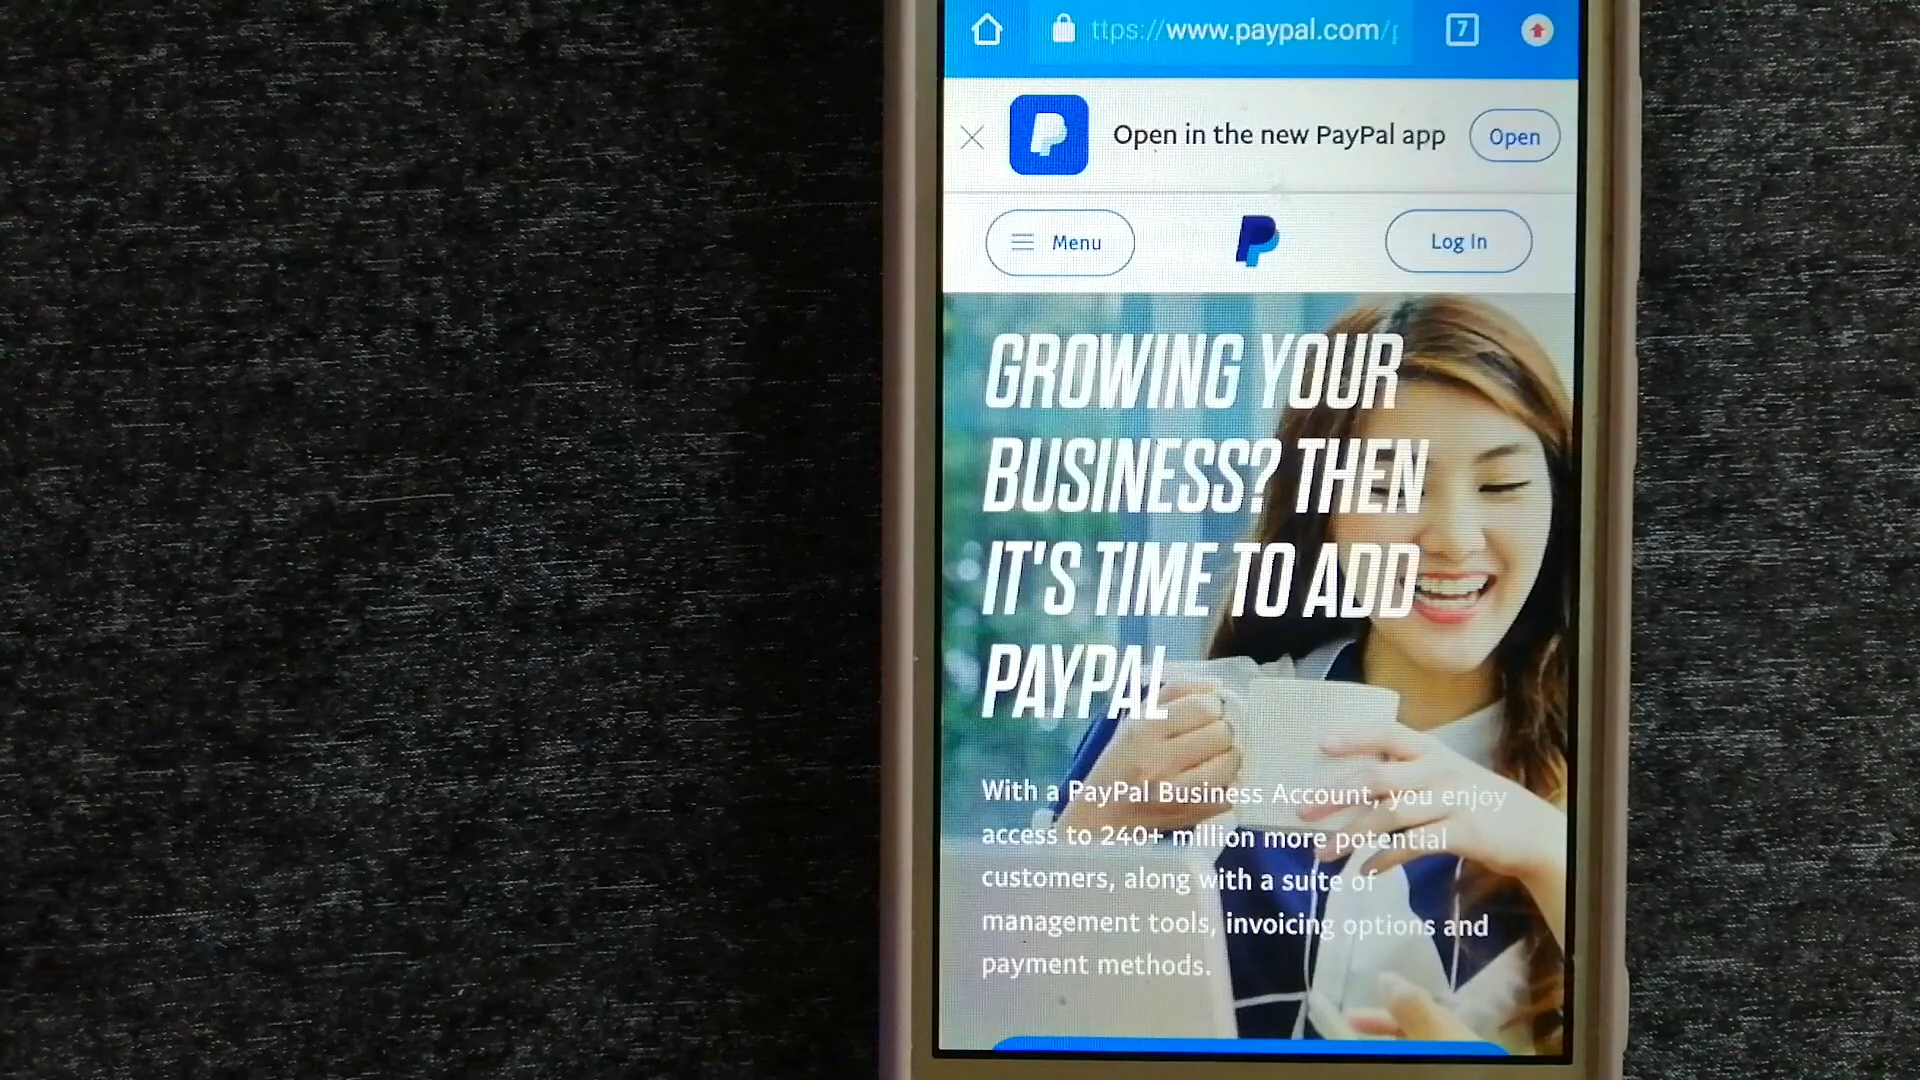 ttps://www.paypal.com/
7
Open in the new PayPal app
Open
Menu
Log In
GROWING YOUR
BUSINESS? THEN
IT'S TIME TO ADD
PAYPAL
With a PayPal Business Account, you enjoy
access to 240+ million more potential
customers, along with a suite of
management tools, invoicing options and
payment methods.